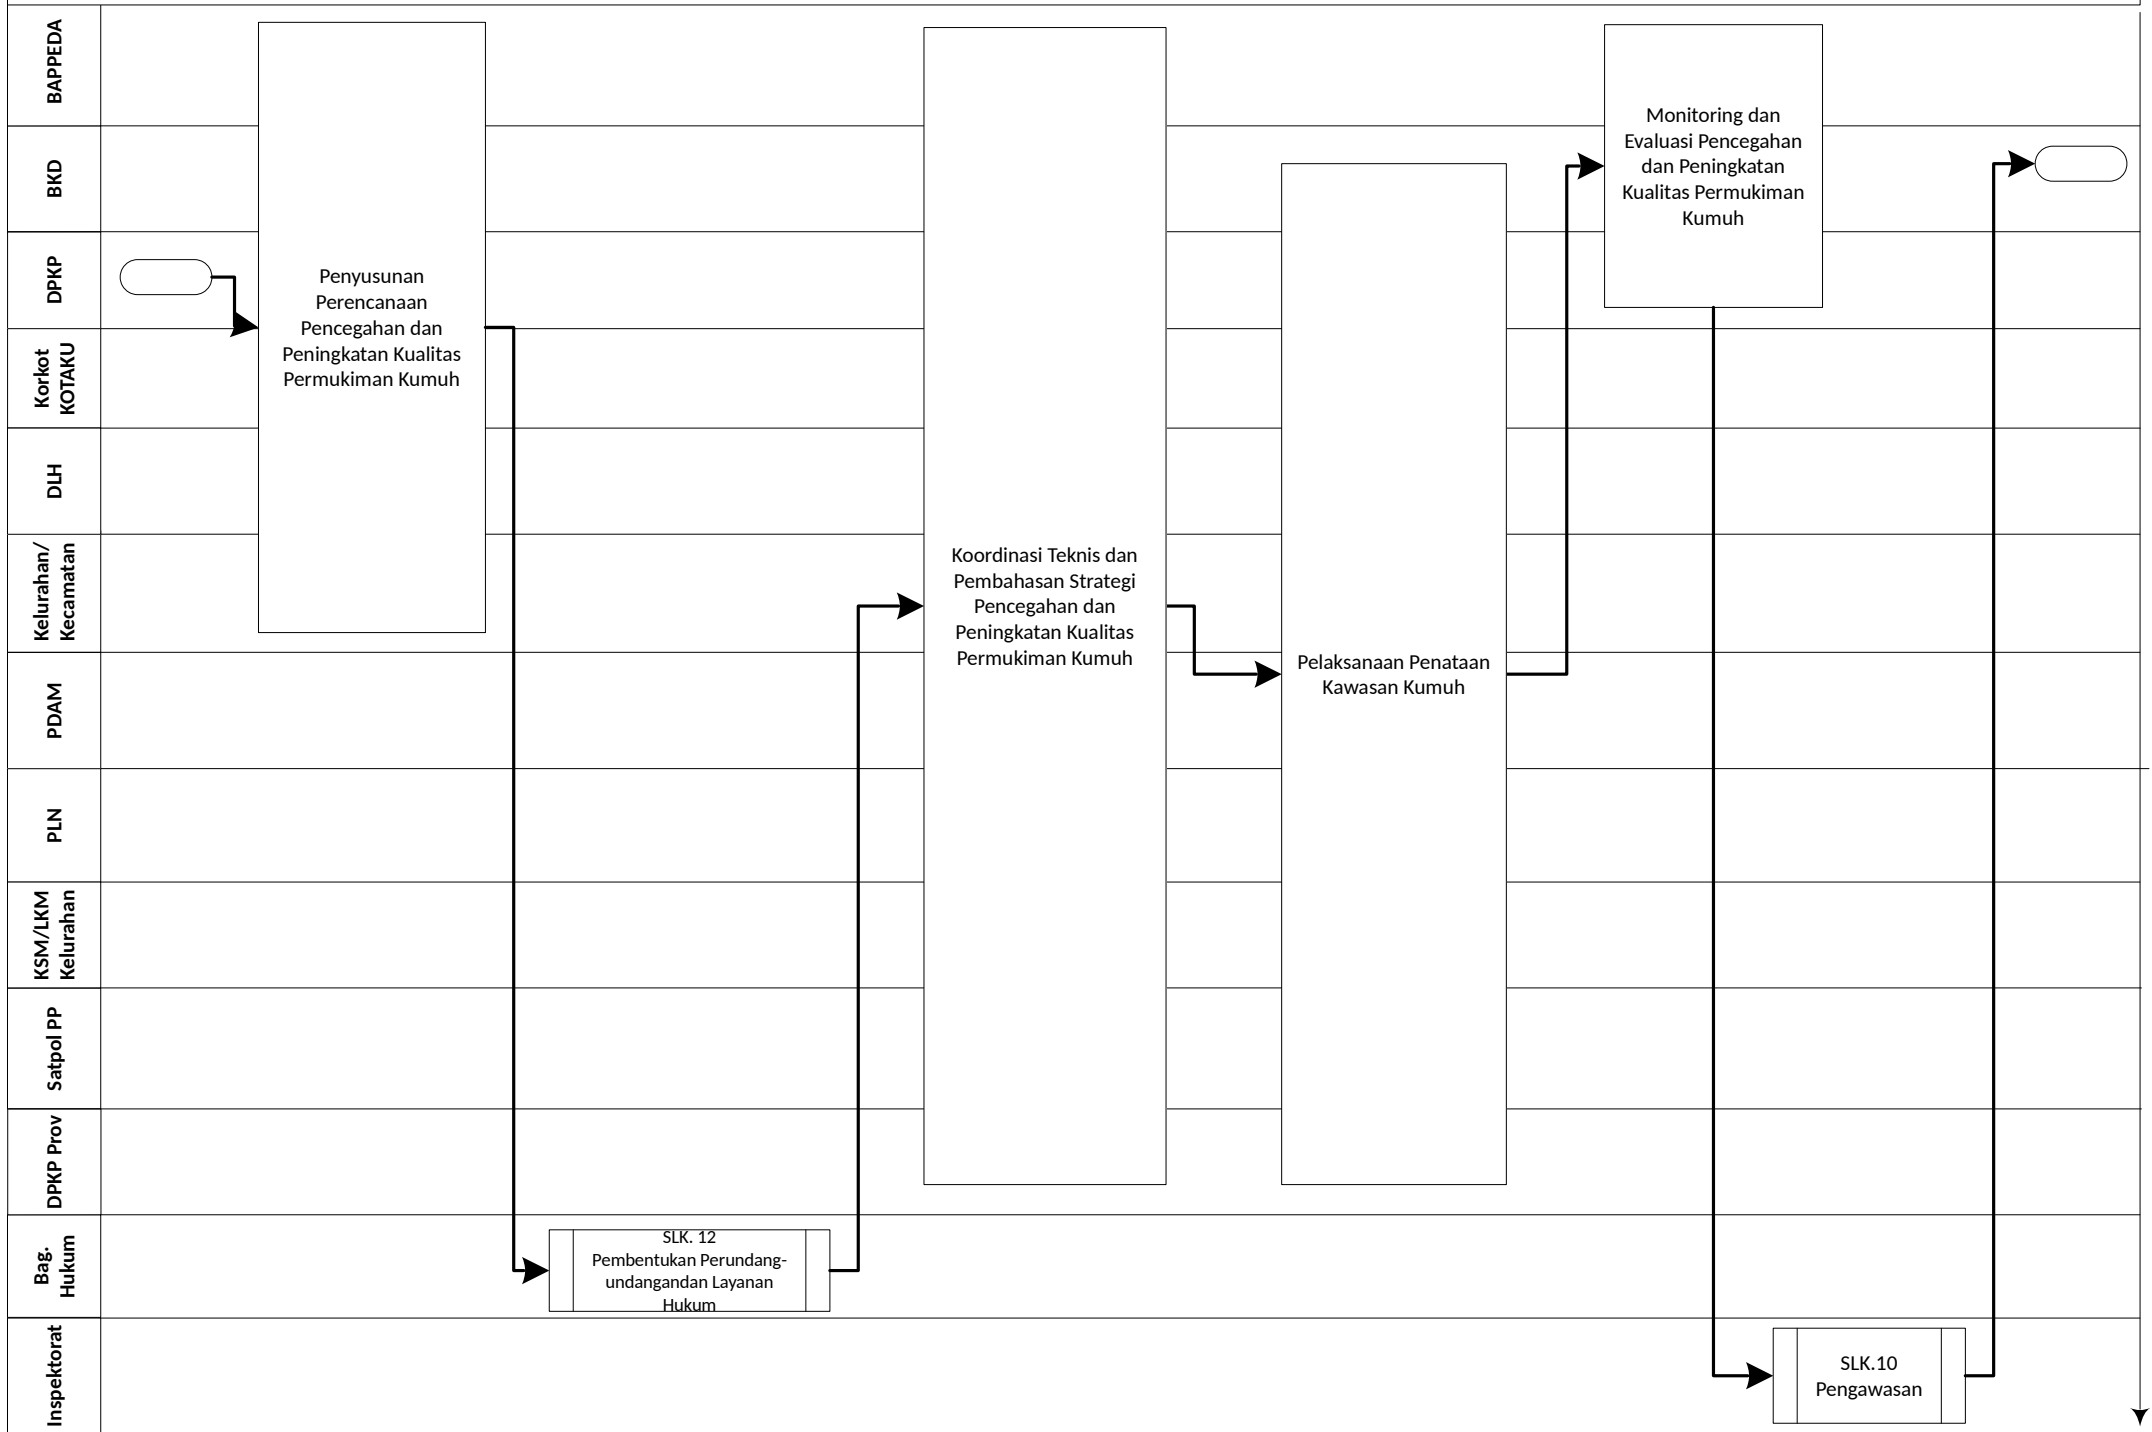 BAPPEDA
BKD
DPKP
Korkot
KOTAKU
DLH
Kelurahan/
Kecamatan
PDAM
PLN
KSM/LKM
Kelurahan
Satpol PP
DPKP Prov
Bag.
Hukum
Inspektorat
Penyusunan
Perencanaan
Pencegahan dan
Peningkatan Kualitas
Permukiman Kumuh
SLK. 12
Pembentukan Perundang-
undangandan Layanan
Hukum
Koordinasi Teknis dan
Pembahasan Strategi
Pencegahan dan
Peningkatan Kualitas
Permukiman Kumuh
Pelaksanaan Penataan
Kawasan Kumuh
Monitoring dan
Evaluasi Pencegahan
dan Peningkatan
Kualitas Permukiman
Kumuh
SLK.10
Pengawasan